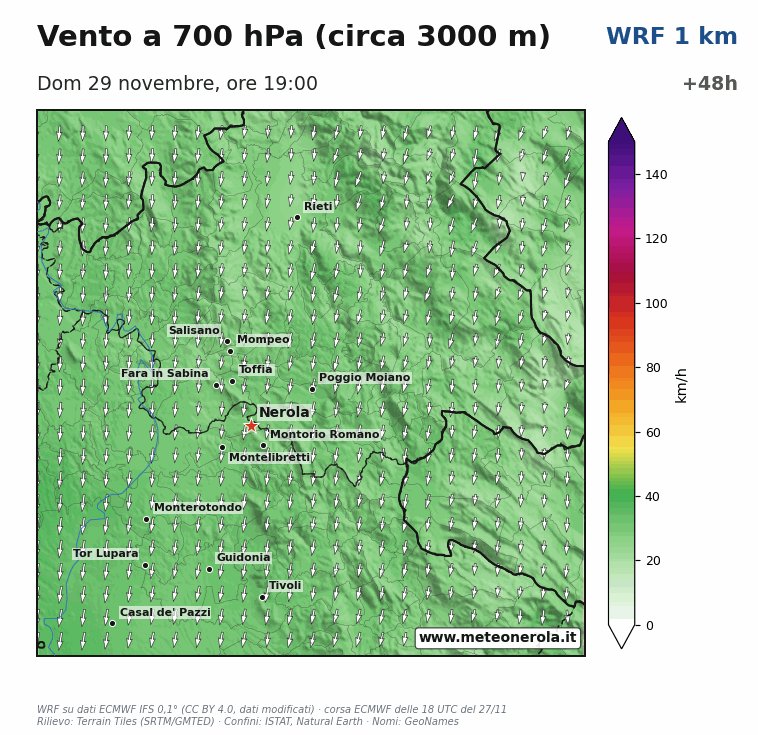 Vento a 700 hPa (circa 3000 m)
WRF 1 km
Dom 29 novembre, ore 19:00
+48h
Rieti
Salisano
Mompeo
Toffia
Fara in Sabina
Poggio Moiano
Nerola
Montorio Romano
Montelibretti
Monterotondo
Tor Lupara
Guidonia
Tivoli
Casal de' Pazzi
www.meteonerola.it
140
120
100
80
60
40
20
0
km/h
WRF su dati ECMWF IFS 0,1° (CC BY 4.0, dati modificati) · corsa ECMWF delle 18 UTC del 27/11
Rilievo: Terrain Tiles (SRTM/GMTED) · Confini: ISTAT, Natural Earth · Nomi: GeoNames